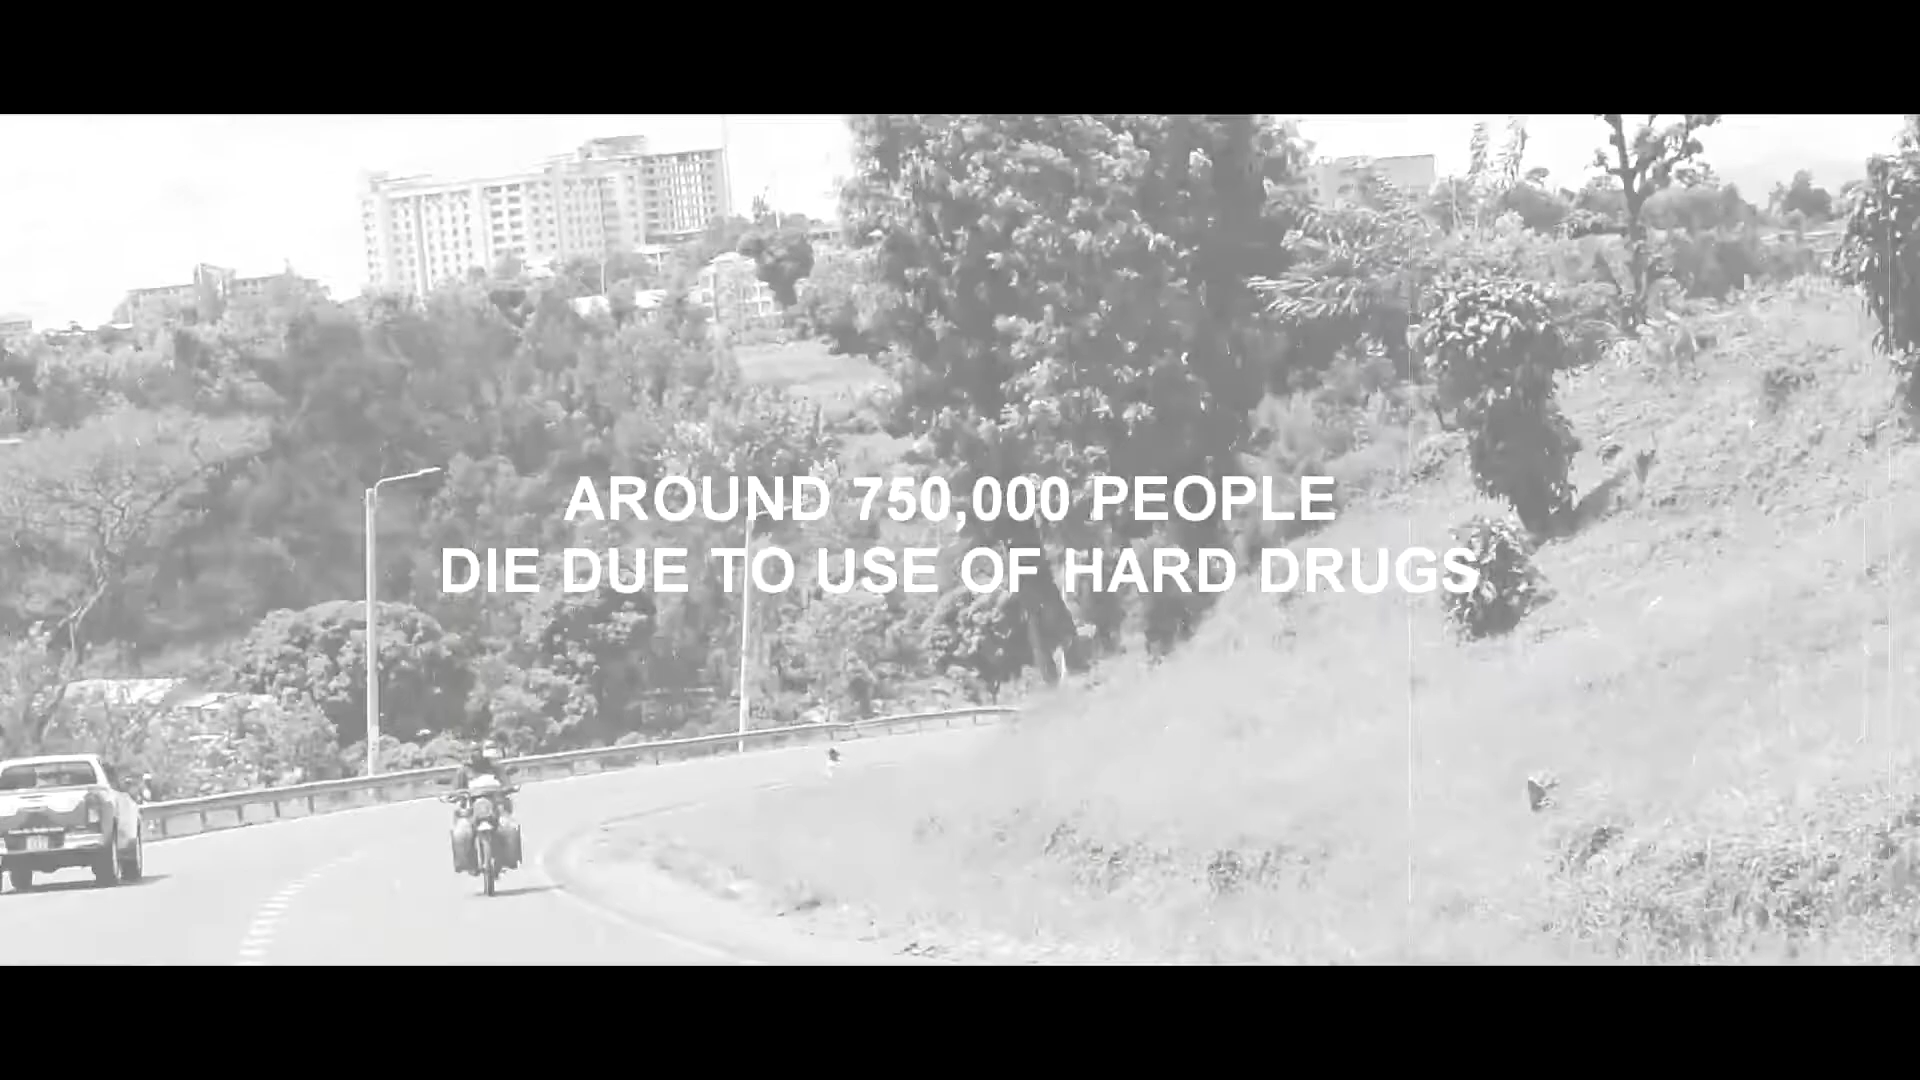 AROUND 750,000 PEOPLE
DIE DUE TO USE OF HARD DRUGS